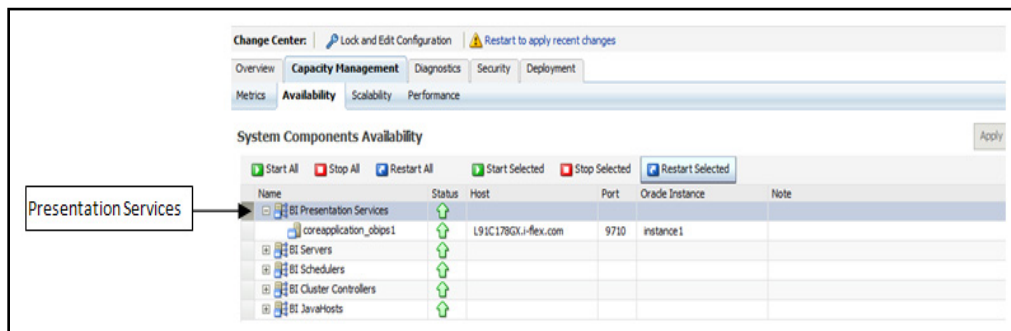 Change Center: Lock and Edit Configuration Restart to apply recent changes
Overview Capacity Management Diagnostics Security Deployment
Metrics Availability Scalability Performance
System Components Availability Apply
Start All Stop All Restart All Start Selected Stop Selected Restart Selected
Name Status Host Port Oracle Instance Note
Presentation Services
BI Presentation Services
coreapplication_obips1 L91C178GX.i-flex.com 9710 instance1
BI Servers
BI Schedulers
BI Cluster Controllers
BI JavaHosts